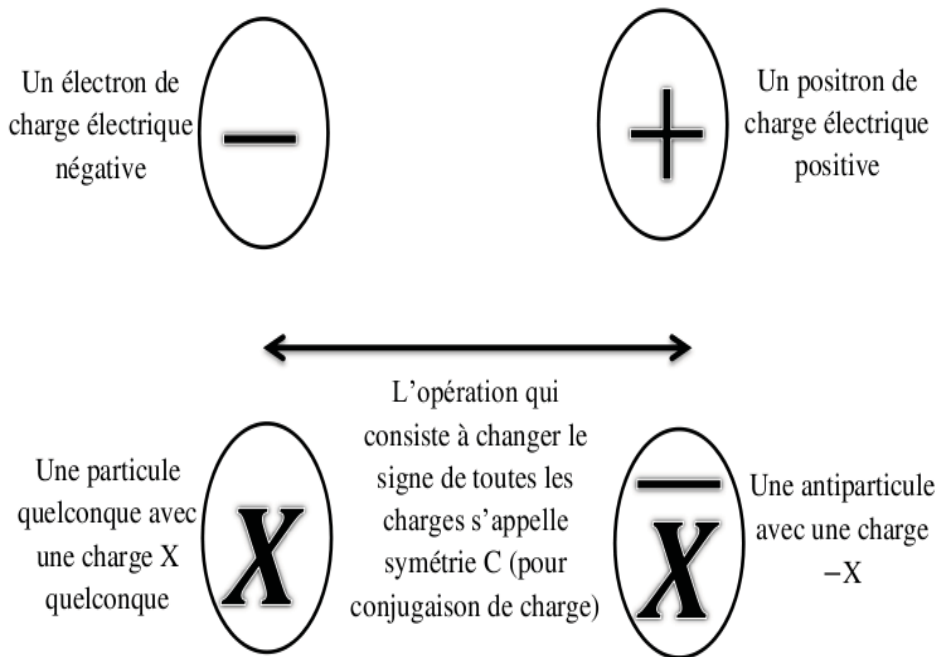 Un électron de
charge électrique
négative
−
+
Un positron de
charge électrique
positive
L’opération qui
consiste à changer le
signe de toutes les
charges s’appelle
symétrie C (pour
conjugaison de charge)
Une particule
quelconque avec
une charge X
quelconque
X
X̅
Une antiparticule
avec une charge
−X